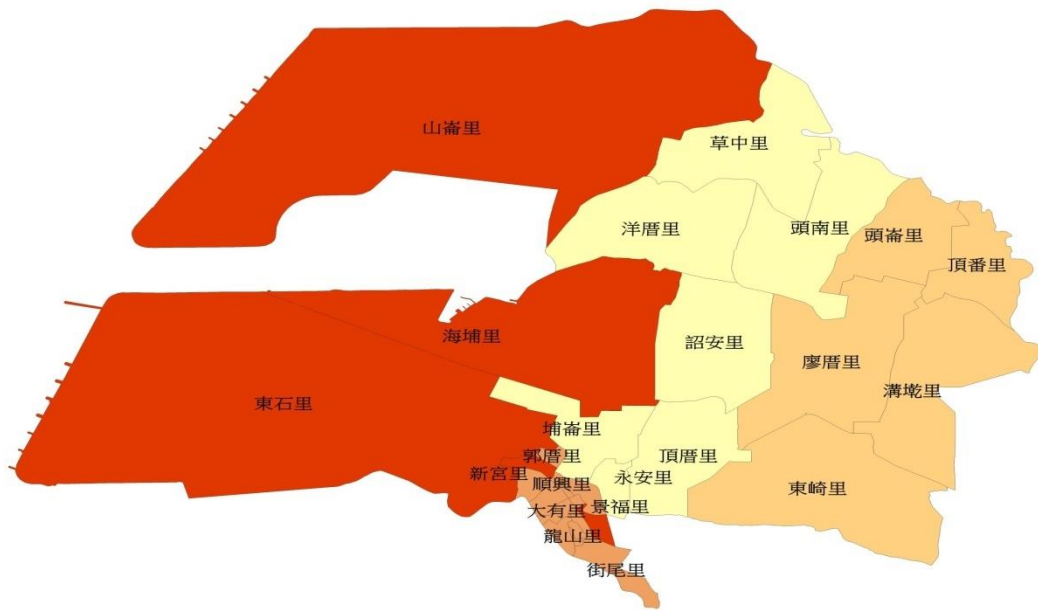 山崙里
草中里
洋厝里
頭南里
頭崙里
頂番里
海埔里
詔安里
廖厝里
溝墘里
東石里
埔崙里
頂厝里
郭厝里
新宮里
永安里
東崎里
順興里
大有里
景福里
龍山里
街尾里